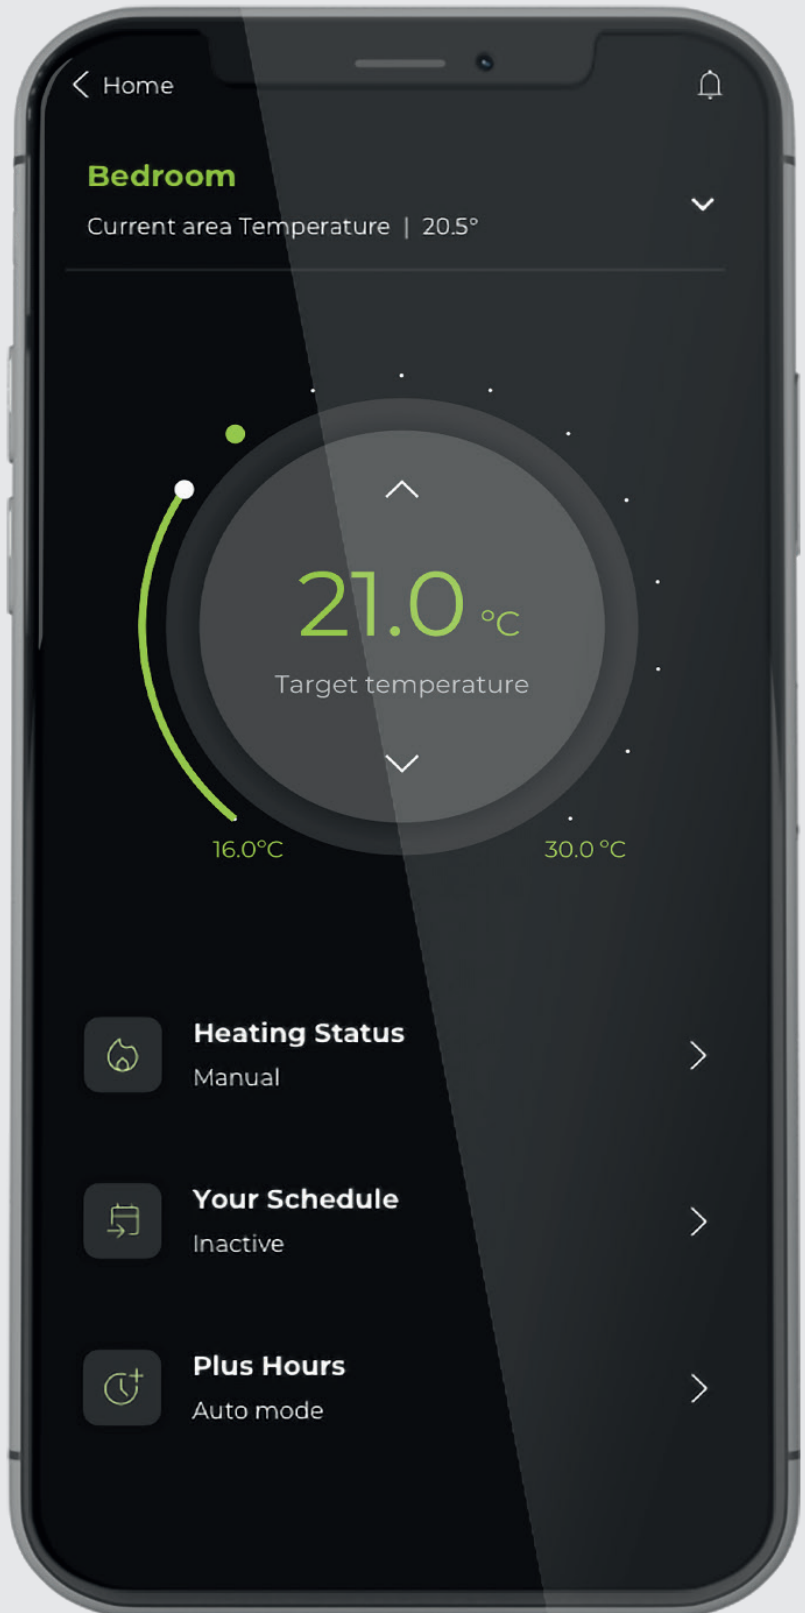 Home
Bedroom
Current area Temperature | 20.5°
21.0 °C
Target temperature
16.0°C
30.0 °C
Heating Status
Manual
Your Schedule
Inactive
Plus Hours
Auto mode